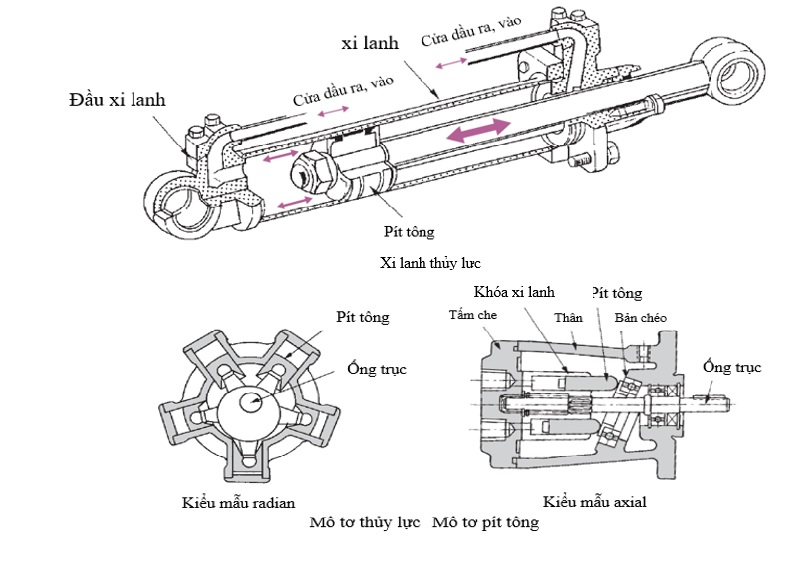 Cửa dầu ra, vào
xi lanh
Cửa dầu ra, vào
Đầu xi lanh
Pít tông
Xi lanh thủy lưc
Khóa xi lanh
Pít tông
Tấm che
Thân
Bản chéo
Pít tông
Ống trục
Ống trục
Kiểu mẫu radian
Kiểu mẫu axial
Mô tơ thủy lực Mô tơ pít tông